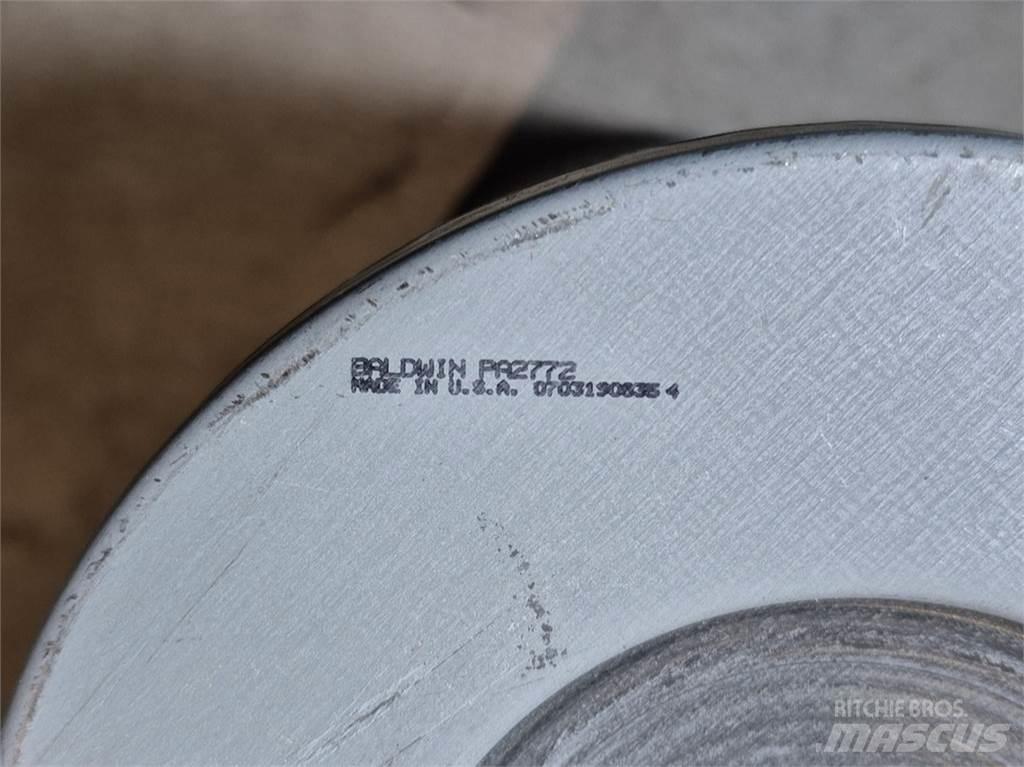 BALDWIN PA2772
MADE IN U.S.A. 0703190835 4
RITCHIE BROS.
MASCUS